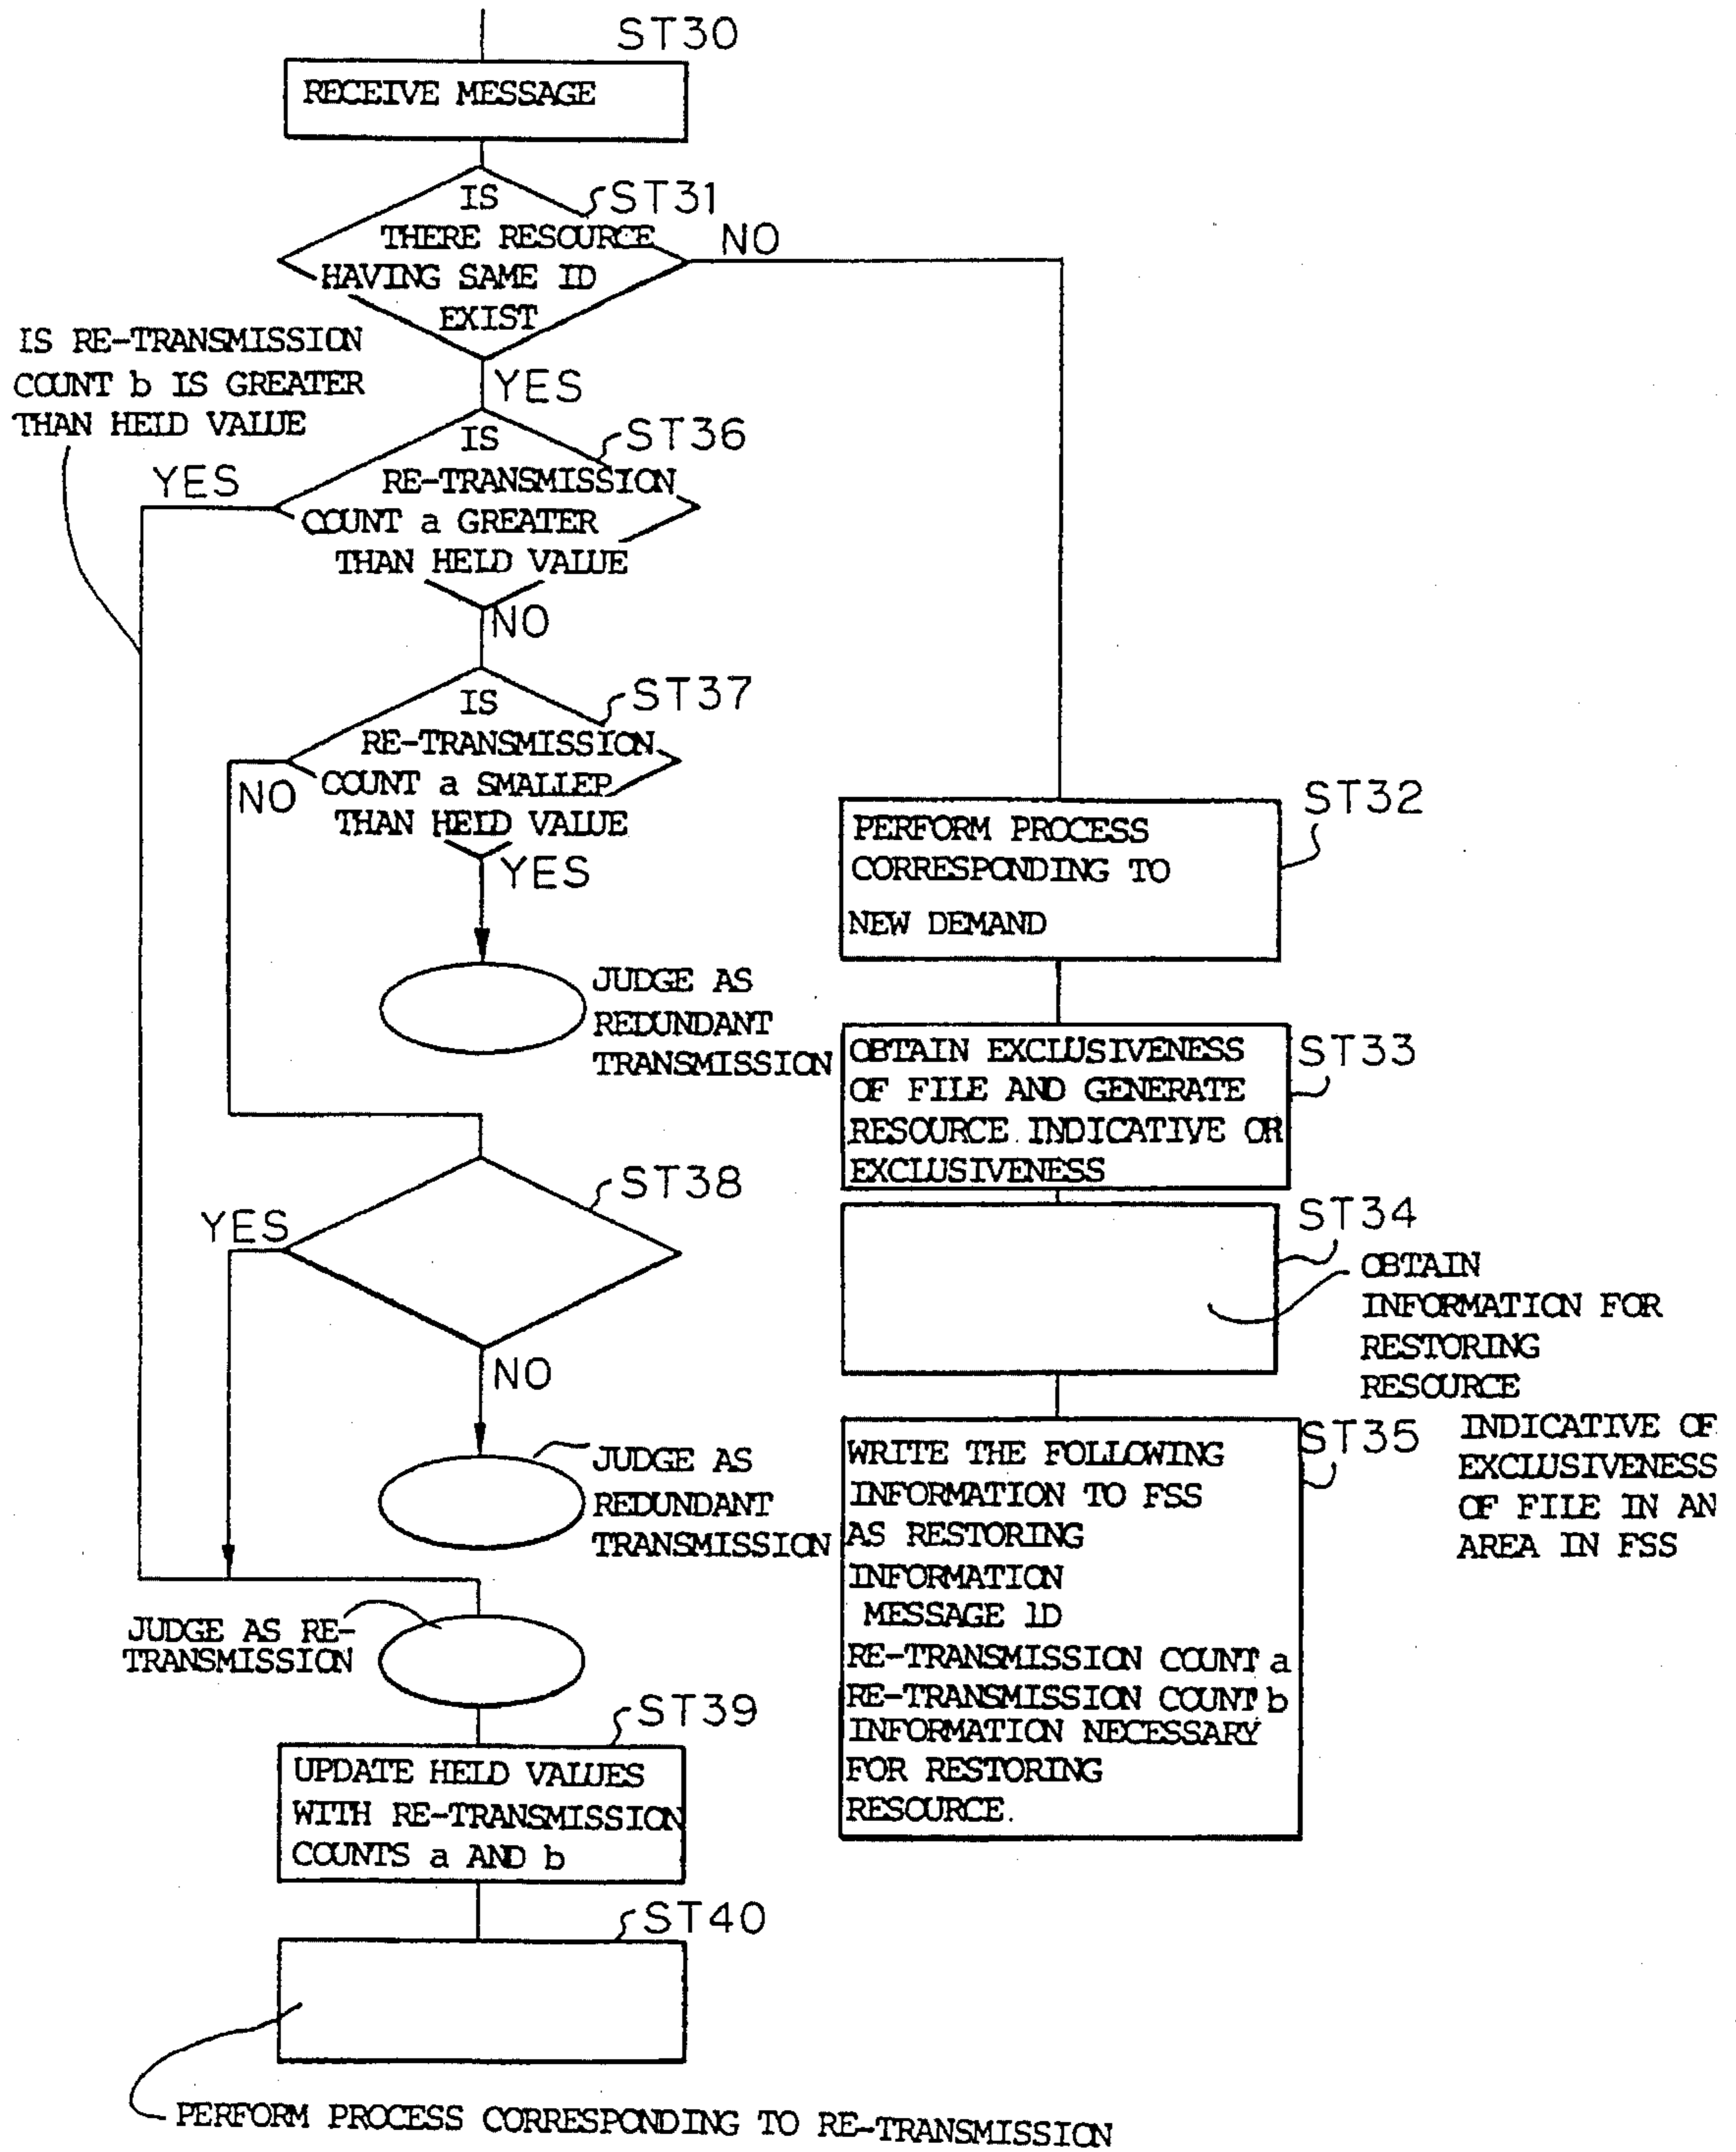 ST30
RECEIVE MESSAGE
ST31
IS
THERE RESOURCE
HAVING SAME ID
EXIST
NO
YES
IS RE-TRANSMISSION
COUNT b IS GREATER
THAN HELD VALUE
ST36
IS
RE-TRANSMISSION
COUNT a GREATER
THAN HELD VALUE
YES
NO
ST37
IS
RE-TRANSMISSION
COUNT a SMALLER
THAN HELD VALUE
NO
YES
JUDGE AS
REDUNDANT
TRANSMISSION
ST38
YES
NO
JUDGE AS
REDUNDANT
TRANSMISSION
JUDGE AS RE-
TRANSMISSION
ST39
UPDATE HELD VALUES
WITH RE-TRANSMISSION
COUNTS a AND b
ST40
PERFORM PROCESS CORRESPONDING TO RE-TRANSMISSION
ST32
PERFORM PROCESS
CORRESPONDING TO
NEW DEMAND
ST33
OBTAIN EXCLUSIVENESS
OF FILE AND GENERATE
RESOURCE INDICATIVE OR
EXCLUSIVENESS
ST34
OBTAIN
INFORMATION FOR
RESTORING
RESOURCE
INDICATIVE OF
EXCLUSIVENESS
OF FILE IN AN
AREA IN FSS
ST35
WRITE THE FOLLOWING
INFORMATION TO FSS
AS RESTORING
INFORMATION
MESSAGE ID
RE-TRANSMISSION COUNT a
RE-TRANSMISSION COUNT b
INFORMATION NECESSARY
FOR RESTORING
RESOURCE.